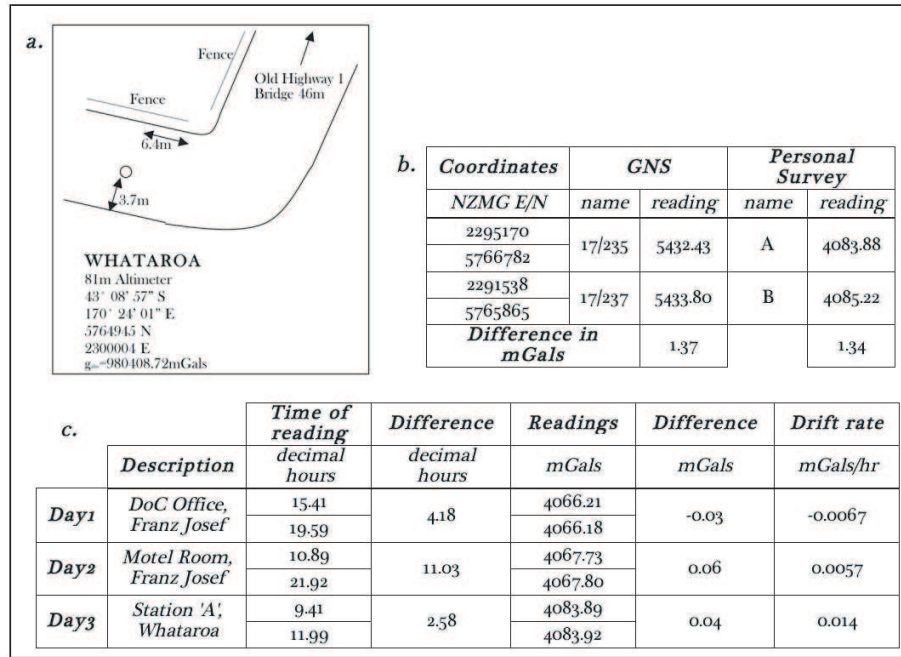 a.
Fence
Fence
Old Highway 1
Bridge 46m
6.4m
3.7m
WHATAROA
81m Altimeter
43° 08' 57" S
170° 24' 01" E
5764945 N
2300004 E
=980408.72mGals
b.
Coordinates GNS Personal Survey
NZMG E/N name reading name reading
2295170 17/235 5432.43 A 4083.88
5766782
2291538 17/237 5433.80 B 4085.22
5765865
Difference in mGals 1.37 1.34
c.
Time of reading Difference Readings Difference Drift rate
Description decimal hours decimal hours mGals mGals mGals/hr
Day1 DoC Office, Franz Josef 15.41 4.18 4066.21 -0.03 -0.0067
19.59 4066.18
Day2 Motel Room, Franz Josef 10.89 11.03 4067.73 0.06 0.0057
21.92 4067.80
Day3 Station 'A', Whataroa 9.41 2.58 4083.89 0.04 0.014
11.99 4083.92